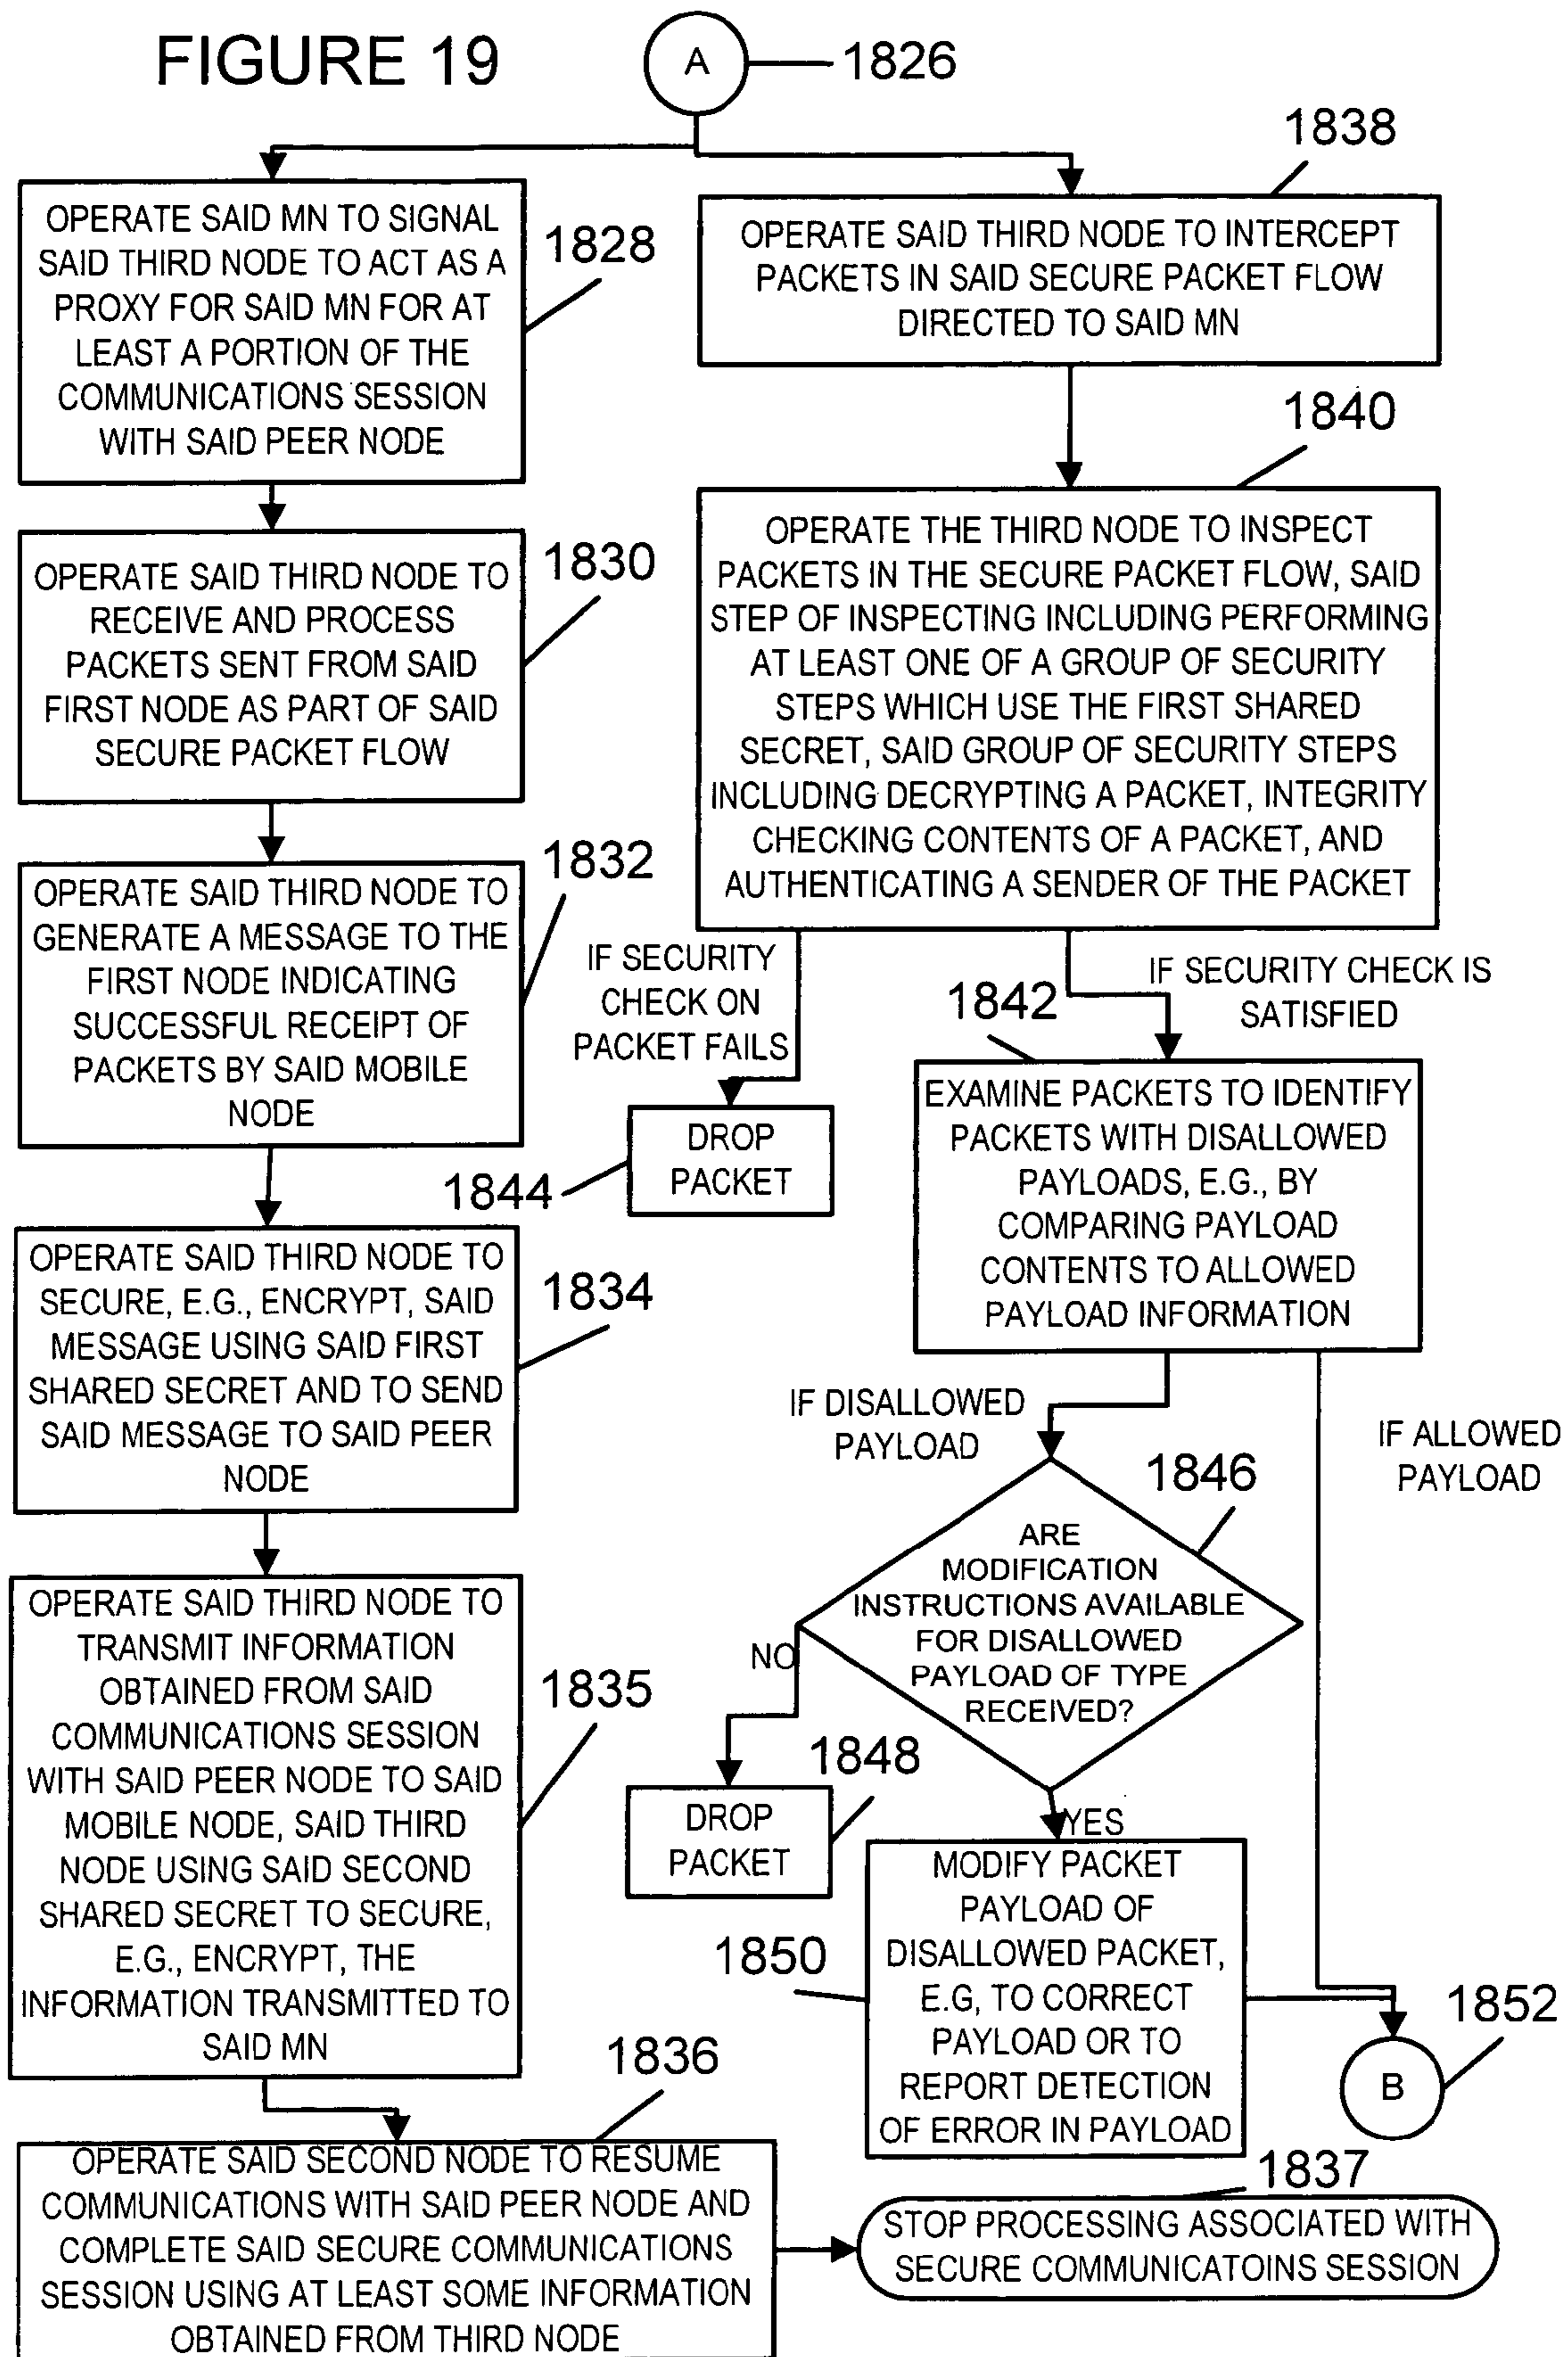 FIGURE 19
A
1826
OPERATE SAID MN TO SIGNAL
SAID THIRD NODE TO ACT AS A
PROXY FOR SAID MN FOR AT
LEAST A PORTION OF THE
COMMUNICATIONS SESSION
WITH SAID PEER NODE
1828
OPERATE SAID THIRD NODE TO
RECEIVE AND PROCESS
PACKETS SENT FROM SAID
FIRST NODE AS PART OF SAID
SECURE PACKET FLOW
1830
OPERATE SAID THIRD NODE TO
GENERATE A MESSAGE TO THE
FIRST NODE INDICATING
SUCCESSFUL RECEIPT OF
PACKETS BY SAID MOBILE
NODE
1832
OPERATE SAID THIRD NODE TO
SECURE, E.G., ENCRYPT, SAID
MESSAGE USING SAID FIRST
SHARED SECRET AND TO SEND
SAID MESSAGE TO SAID PEER
NODE
1834
OPERATE SAID THIRD NODE TO
TRANSMIT INFORMATION
OBTAINED FROM SAID
COMMUNICATIONS SESSION
WITH SAID PEER NODE TO SAID
MOBILE NODE, SAID THIRD
NODE USING SAID SECOND
SHARED SECRET TO SECURE,
E.G., ENCRYPT, THE
INFORMATION TRANSMITTED TO
SAID MN
1835
1836
OPERATE SAID SECOND NODE TO RESUME
COMMUNICATIONS WITH SAID PEER NODE AND
COMPLETE SAID SECURE COMMUNICATIONS
SESSION USING AT LEAST SOME INFORMATION
OBTAINED FROM THIRD NODE
1837
STOP PROCESSING ASSOCIATED WITH
SECURE COMMUNICATOINS SESSION
1838
OPERATE SAID THIRD NODE TO INTERCEPT
PACKETS IN SAID SECURE PACKET FLOW
DIRECTED TO SAID MN
1840
OPERATE THE THIRD NODE TO INSPECT
PACKETS IN THE SECURE PACKET FLOW, SAID
STEP OF INSPECTING INCLUDING PERFORMING
AT LEAST ONE OF A GROUP OF SECURITY
STEPS WHICH USE THE FIRST SHARED
SECRET, SAID GROUP OF SECURITY STEPS
INCLUDING DECRYPTING A PACKET, INTEGRITY
CHECKING CONTENTS OF A PACKET, AND
AUTHENTICATING A SENDER OF THE PACKET
IF SECURITY
CHECK ON
PACKET FAILS
1844
DROP
PACKET
IF SECURITY CHECK IS
SATISFIED
1842
EXAMINE PACKETS TO IDENTIFY
PACKETS WITH DISALLOWED
PAYLOADS, E.G., BY
COMPARING PAYLOAD
CONTENTS TO ALLOWED
PAYLOAD INFORMATION
IF DISALLOWED
PAYLOAD
IF ALLOWED
PAYLOAD
1846
ARE
MODIFICATION
INSTRUCTIONS AVAILABLE
FOR DISALLOWED
PAYLOAD OF TYPE
RECEIVED?
NO
1848
DROP
PACKET
YES
1850
MODIFY PACKET
PAYLOAD OF
DISALLOWED PACKET,
E.G, TO CORRECT
PAYLOAD OR TO
REPORT DETECTION
OF ERROR IN PAYLOAD
1852
B